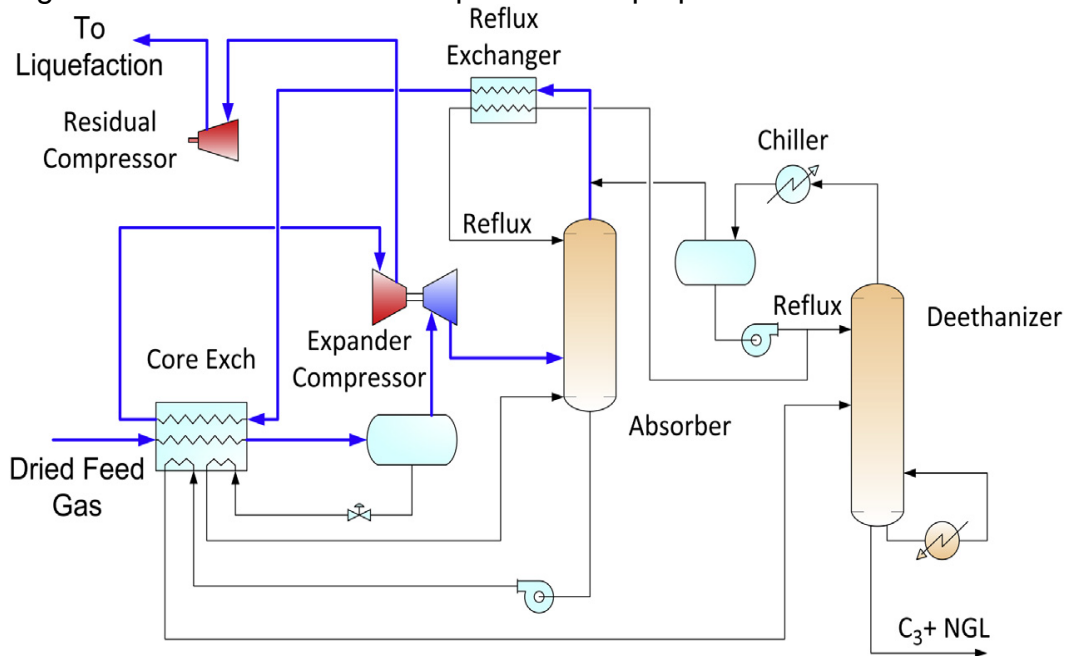 To
Liquefaction
Residual
Compressor
Reflux
Exchanger
Chiller
Reflux
Reflux
Deethanizer
Expander
Compressor
Core Exch
Absorber
Dried Feed
Gas
C₃+ NGL